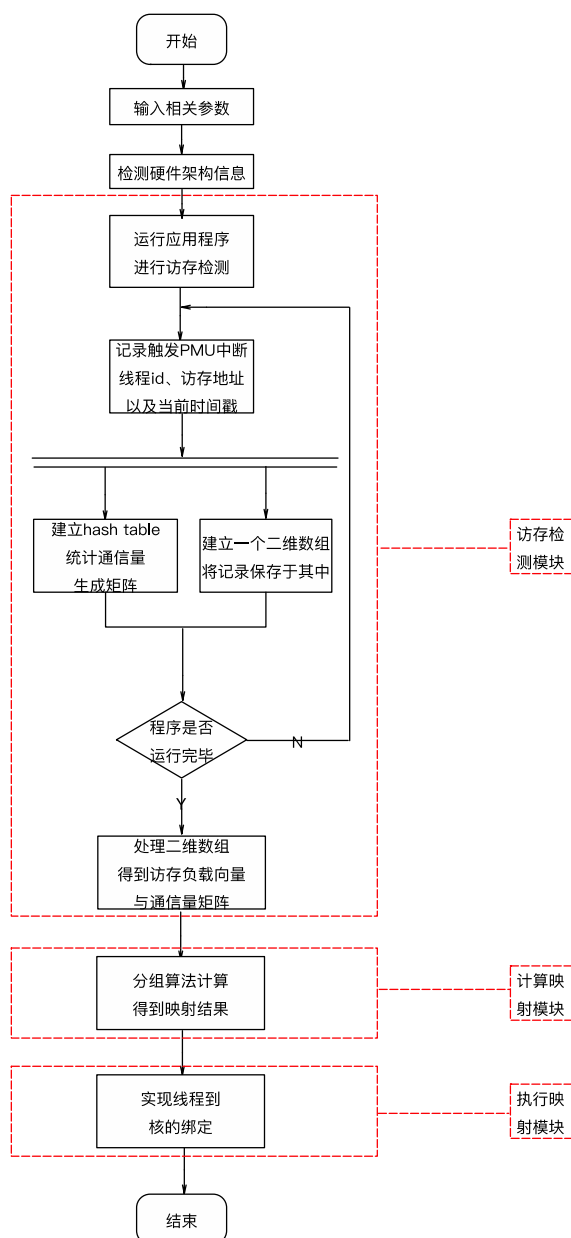 开始
输入相关参数
检测硬件架构信息
运行应用程序
进行访存检测
记录触发PMU中断
线程id、访存地址
以及当前时间戳
建立hash table
统计通信量
生成矩阵
建立一个二维数组
将记录保存于其中
访存检
测模块
程序是否
运行完毕
N
Y
处理二维数组
得到访存负载向量
与通信量矩阵
分组算法计算
得到映射结果
计算映
射模块
实现线程到
核的绑定
执行映
射模块
结束